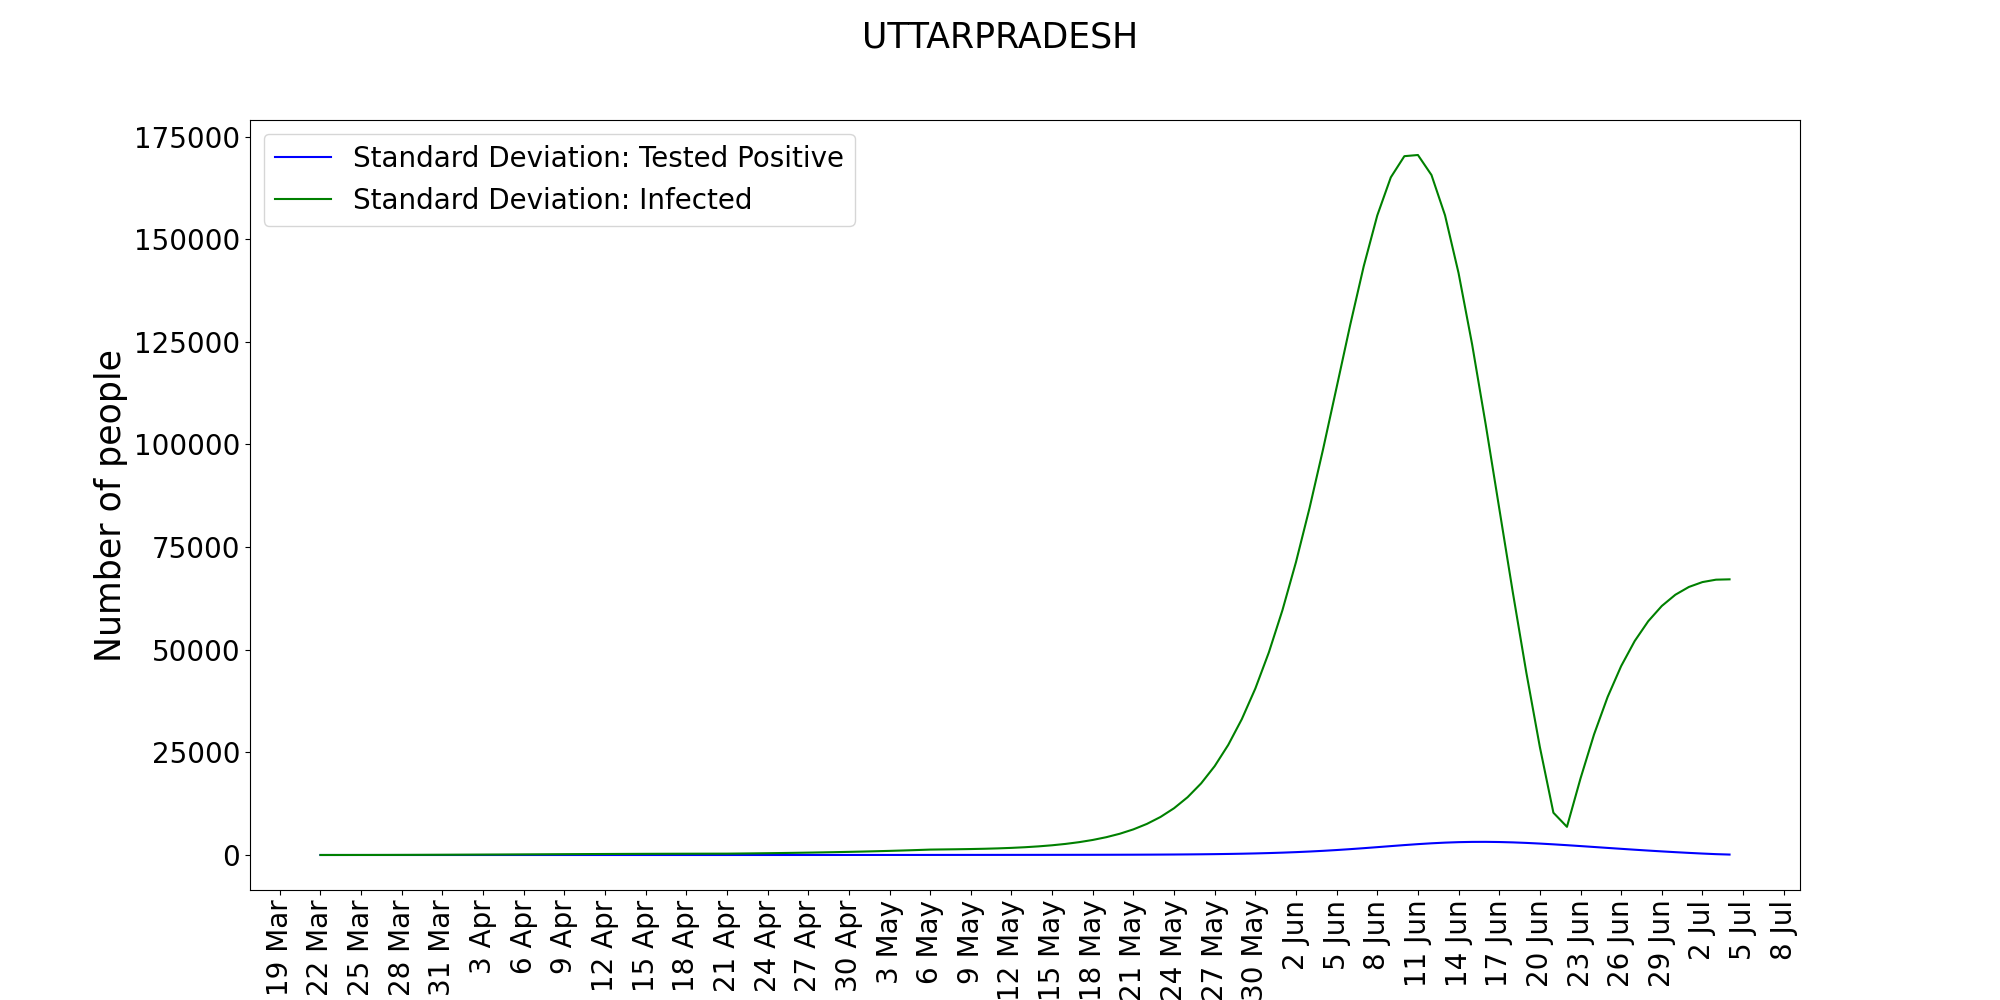 UTTARPRADESH
175000
150000
125000
100000
75000
50000
25000
0
Number of people
Standard Deviation: Tested Positive
Standard Deviation: Infected
19 Mar
22 Mar
25 Mar
28 Mar
31 Mar
3 Apr
6 Apr
9 Apr
12 Apr
15 Apr
18 Apr
21 Apr
24 Apr
27 Apr
30 Apr
3 May
6 May
9 May
12 May
15 May
18 May
21 May
24 May
27 May
30 May
2 Jun
5 Jun
8 Jun
11 Jun
14 Jun
17 Jun
20 Jun
23 Jun
26 Jun
29 Jun
2 Jul
5 Jul
8 Jul